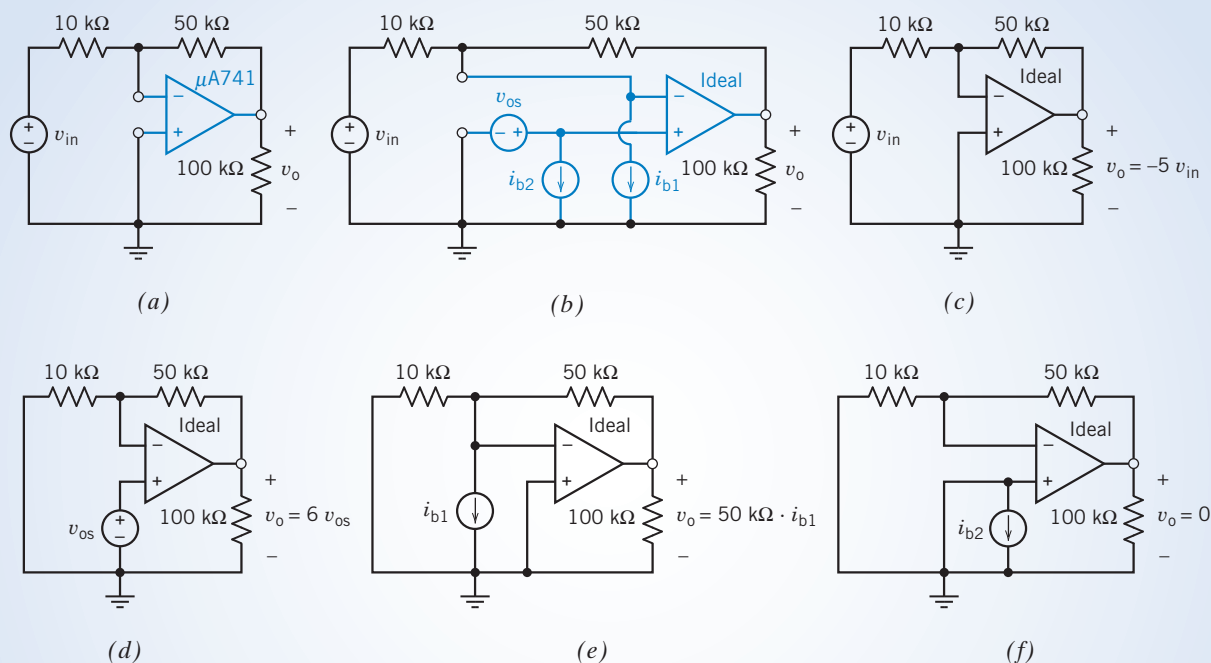 10 kΩ 50 kΩ
μA741
−
+
+
−
v_in
100 kΩ
+
v_o
−
(a)
10 kΩ 50 kΩ
Ideal
v_os
−
− +
+
+
−
v_in
i_b2
i_b1
100 kΩ
+
v_o
−
(b)
10 kΩ 50 kΩ
Ideal
−
+
+
−
v_in
100 kΩ
+
v_o = −5 v_in
−
(c)
10 kΩ 50 kΩ
Ideal
−
+
v_os
+
−
100 kΩ
+
v_o = 6 v_os
−
(d)
10 kΩ 50 kΩ
Ideal
−
+
i_b1
100 kΩ
+
v_o = 50 kΩ · i_b1
−
(e)
10 kΩ 50 kΩ
Ideal
−
+
i_b2
100 kΩ
+
v_o = 0
−
(f)